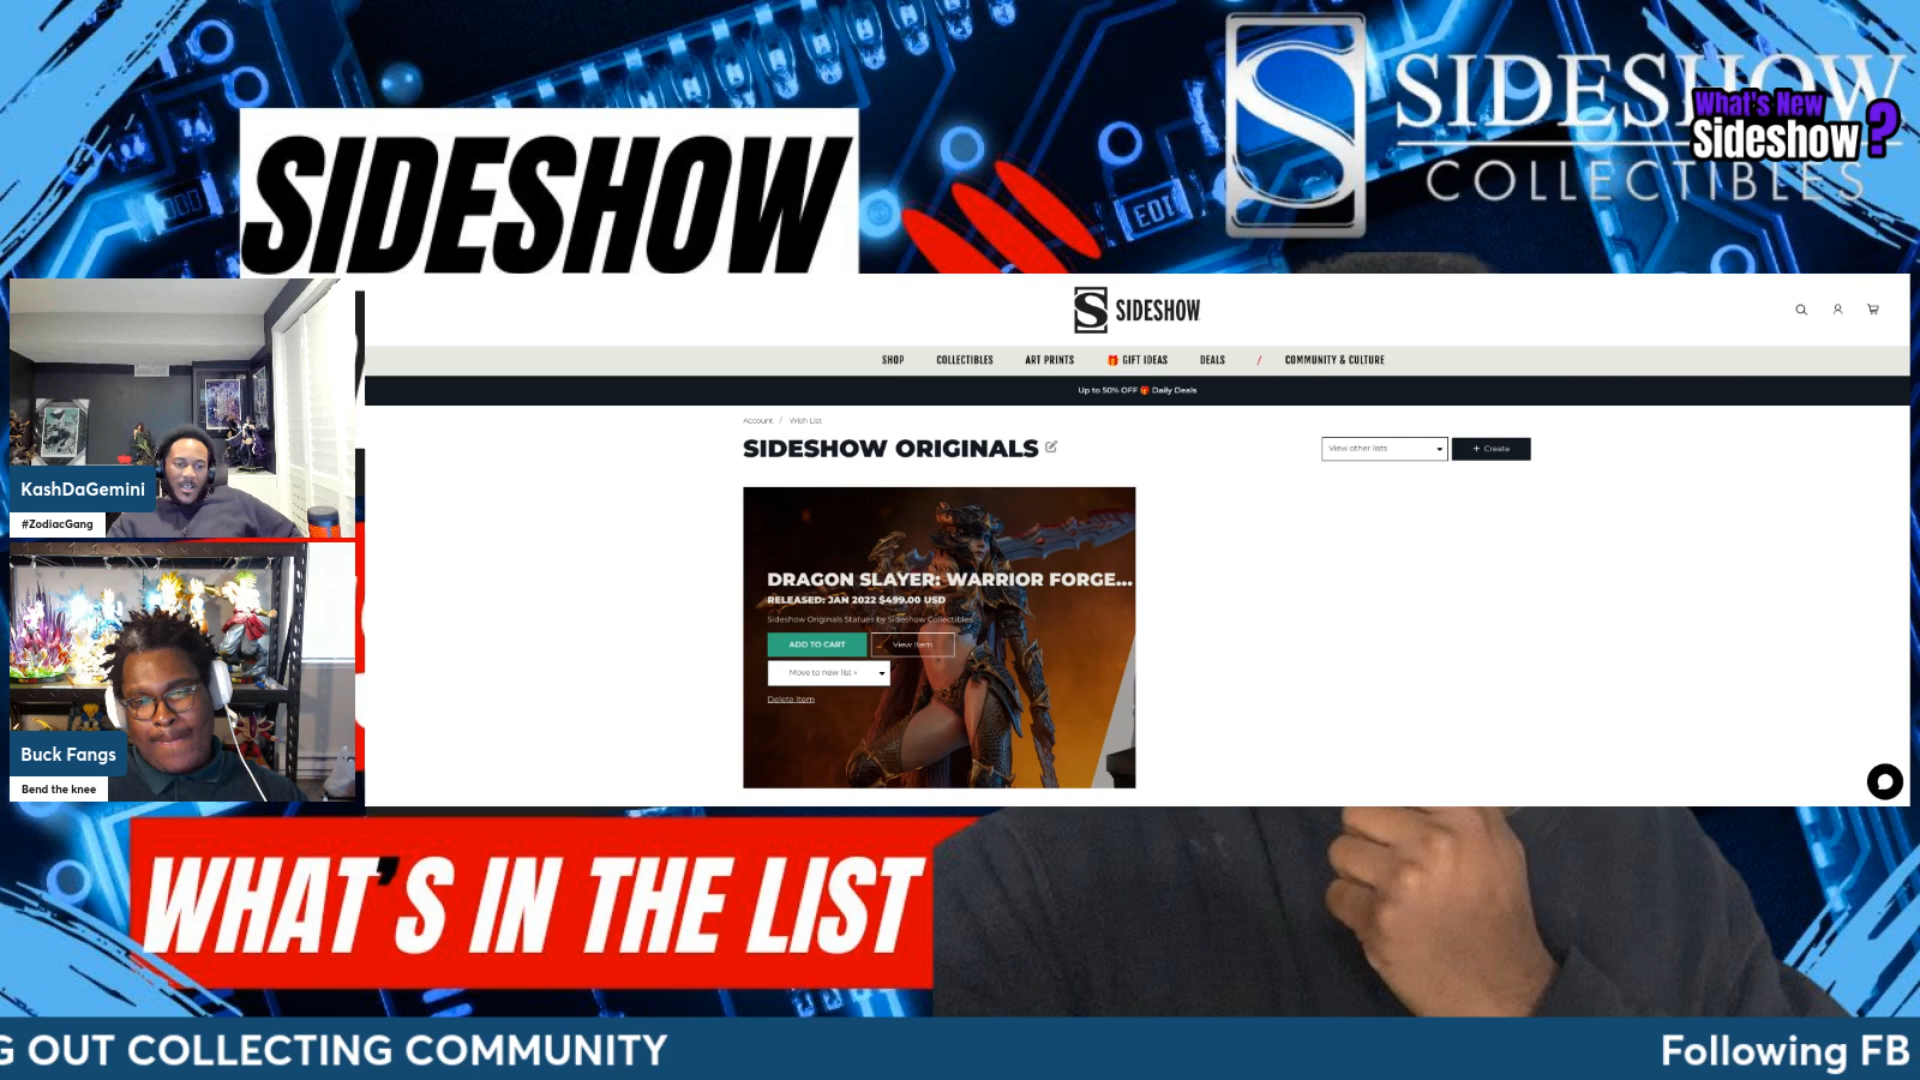 SIDESHOW
SIDESHOW
COLLECTIBLES
What's New
Sideshow?
EOT
SIDESHOW
SHOP
COLLECTIBLES
ART PRINTS
GIFT IDEAS
DEALS
/
COMMUNITY & CULTURE
Up to 50% OFF Daily Deals
Account / Wish List
SIDESHOW ORIGINALS
View other lists
+ Create
DRAGON SLAYER: WARRIOR FORGE...
RELEASED: JAN 2022 $499.00 USD
Sideshow Originals Statues by Sideshow Collectibles
ADD TO CART
View Item
Move to new list »
Delete Item
KashDaGemini
#ZodiacGang
Buck Fangs
Bend the knee
WHAT'S IN THE LIST
G OUT COLLECTING COMMUNITY
Following FB